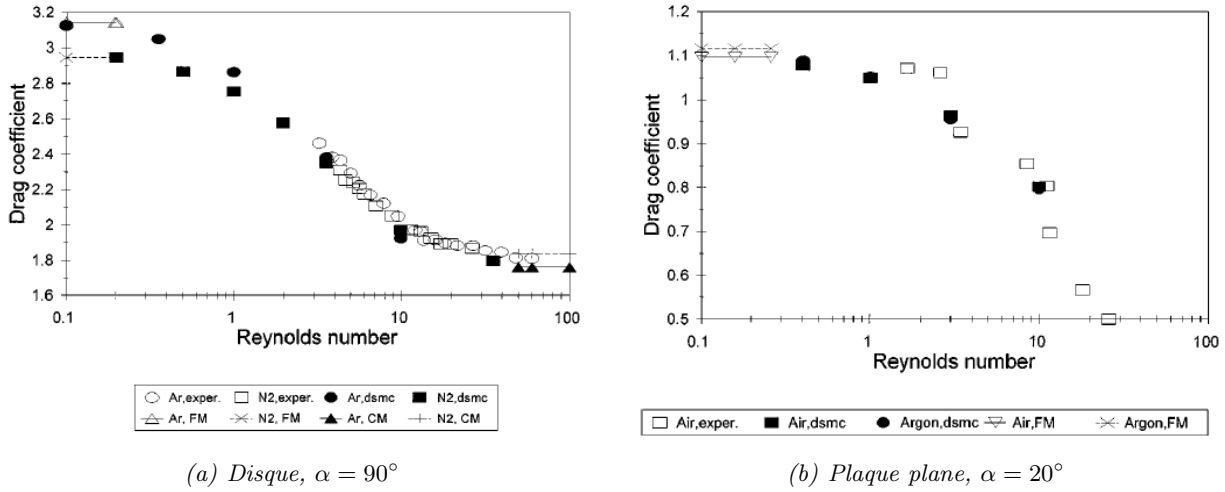 3.2
3
2.8
2.6
2.4
2.2
2
1.8
1.6
Drag coefficient
0.1
1
10
100
Reynolds number
Ar,exper.
N2,exper.
Ar,dsmc
N2,dsmc
Ar, FM
N2, FM
Ar, CM
N2, CM
(a) Disque, α = 90°
1.2
1.1
1
0.9
0.8
0.7
0.6
0.5
Drag coefficient
0.1
1
10
100
Reynolds number
Air,exper.
Air,dsmc
Argon,dsmc
Air,FM
Argon,FM
(b) Plaque plane, α = 20°